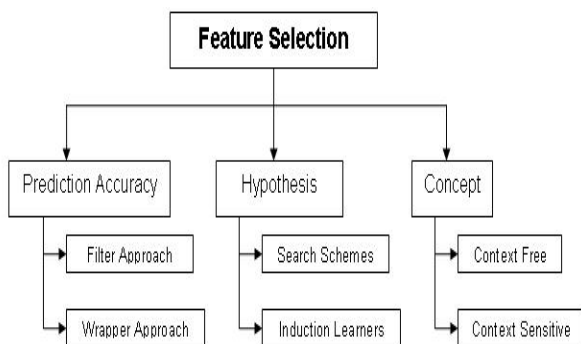 Feature Selection
Prediction Accuracy
Hypothesis
Concept
Filter Approach
Search Schemes
Context Free
Wrapper Approach
Induction Learners
Context Sensitive